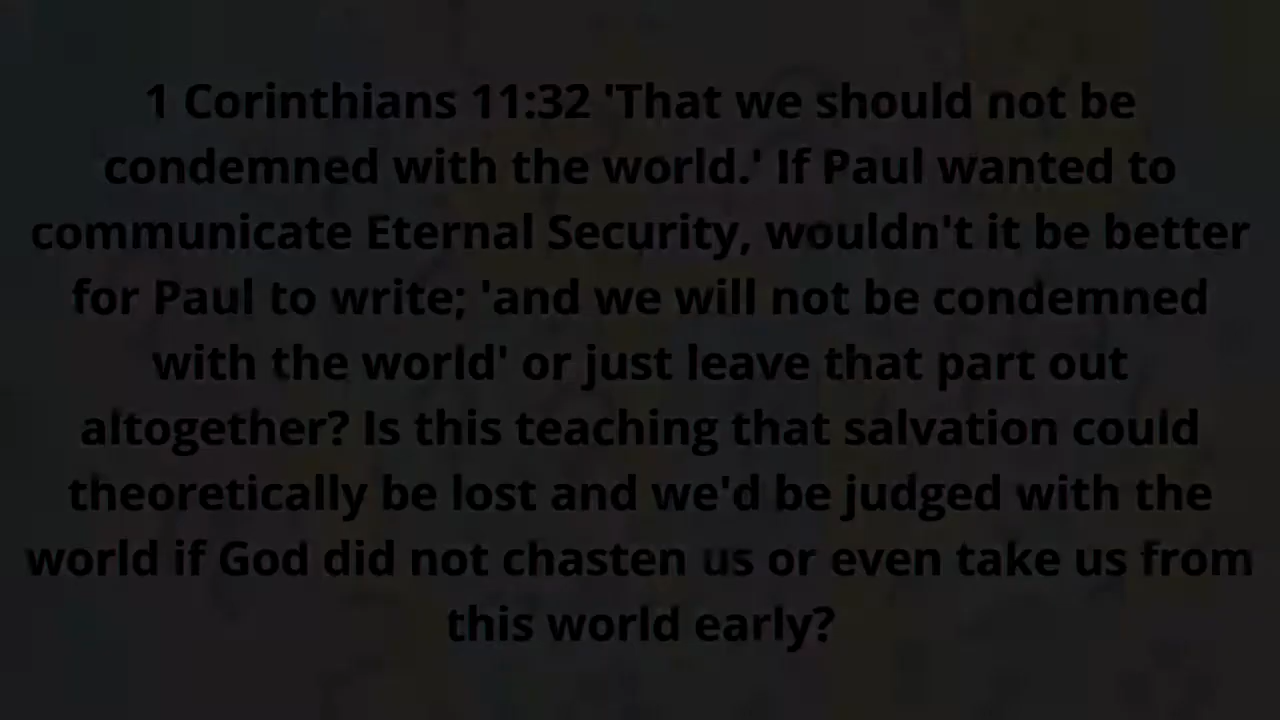 1 Corinthians 11:32 'That we should not be
condemned with the world.' If Paul wanted to
communicate Eternal Security, wouldn't it be better
for Paul to write; 'and we will not be condemned
with the world' or just leave that part out
altogether? Is this teaching that salvation could
theoretically be lost and we'd be judged with the
world if God did not chasten us or even take us from
this world early?